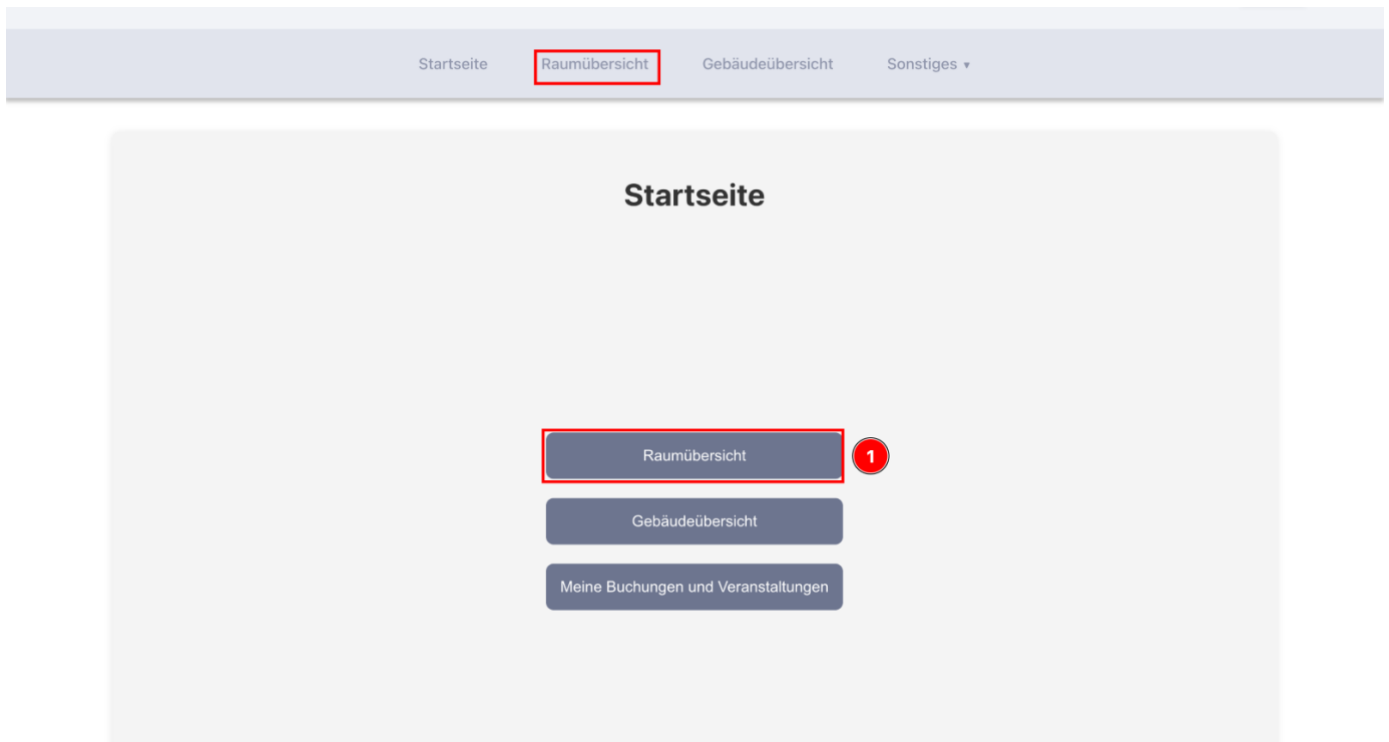 Startseite Raumübersicht Gebäudeübersicht Sonstiges ▾
Startseite
Raumübersicht 1
Gebäudeübersicht
Meine Buchungen und Veranstaltungen